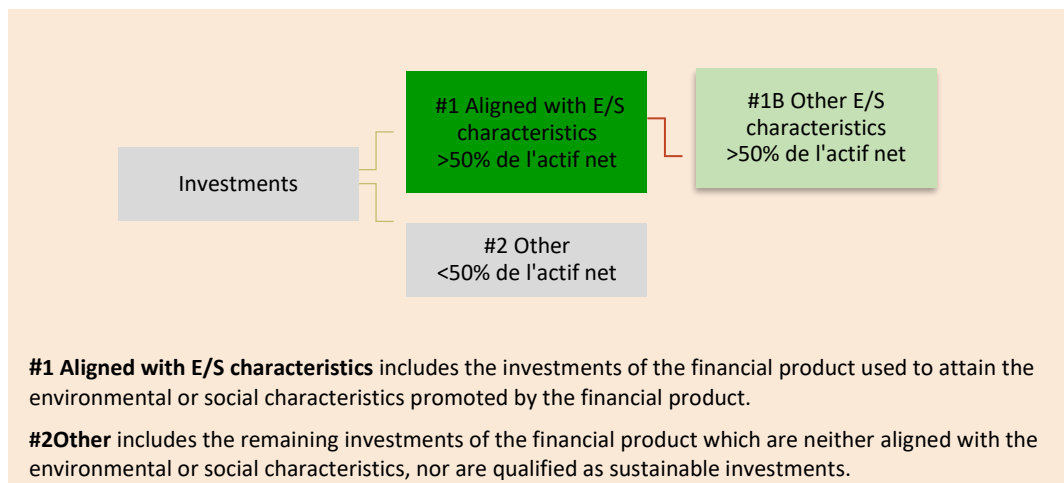 #1 Aligned with E/S
characteristics
>50% de l'actif net
#1B Other E/S
characteristics
>50% de l'actif net
Investments
#2 Other
<50% de l'actif net
#1 Aligned with E/S characteristics includes the investments of the financial product used to attain the
environmental or social characteristics promoted by the financial product.
#2Other includes the remaining investments of the financial product which are neither aligned with the
environmental or social characteristics, nor are qualified as sustainable investments.